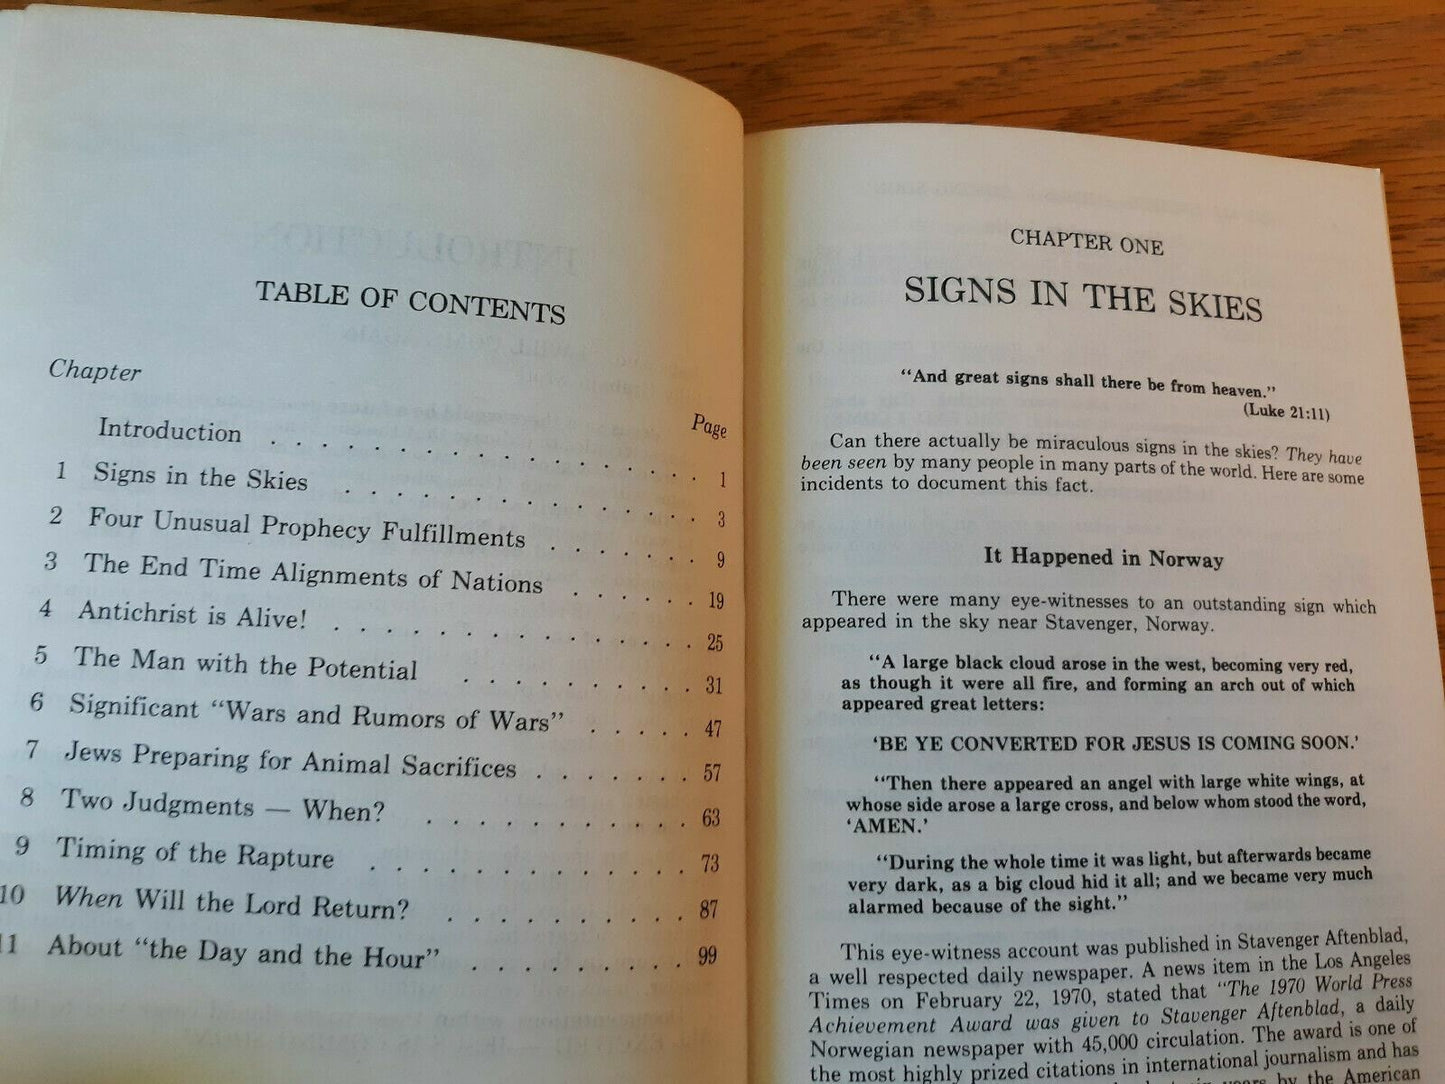 TABLE OF CONTENTS
Chapter
Page
Introduction . . . . . . . . . . . . . . . . . 1
1 Signs in the Skies . . . . . . . . . . . . . . 3
2 Four Unusual Prophecy Fulfillments . . . . . . 9
3 The End Time Alignments of Nations . . . . . . 19
4 Antichrist is Alive! . . . . . . . . . . . . . . 25
5 The Man with the Potential . . . . . . . . . . 31
6 Significant "Wars and Rumors of Wars" . . . . . 47
7 Jews Preparing for Animal Sacrifices . . . . . . . 57
8 Two Judgments — When? . . . . . . . . . . . 63
9 Timing of the Rapture . . . . . . . . . . . . . 73
10 When Will the Lord Return? . . . . . . . . . . 87
11 About "the Day and the Hour" . . . . . . . . . 99
CHAPTER ONE
SIGNS IN THE SKIES
"And great signs shall there be from heaven."
(Luke 21:11)
Can there actually be miraculous signs in the skies? They have
been seen by many people in many parts of the world. Here are some
incidents to document this fact.
It Happened in Norway
There were many eye-witnesses to an outstanding sign which
appeared in the sky near Stavenger, Norway.
"A large black cloud arose in the west, becoming very red,
as though it were all fire, and forming an arch out of which
appeared great letters:
'BE YE CONVERTED FOR JESUS IS COMING SOON.'
"Then there appeared an angel with large white wings, at
whose side arose a large cross, and below whom stood the word,
'AMEN.'
"During the whole time it was light, but afterwards became
very dark, as a big cloud hid it all; and we became very much
alarmed because of the sight."
This eye-witness account was published in Stavenger Aftenblad,
a well respected daily newspaper. A news item in the Los Angeles
Times on February 22, 1970, stated that "The 1970 World Press
Achievement Award was given to Stavenger Aftenblad, a daily
Norwegian newspaper with 45,000 circulation. The award is one of
the most highly prized citations in international journalism and has
years by the American